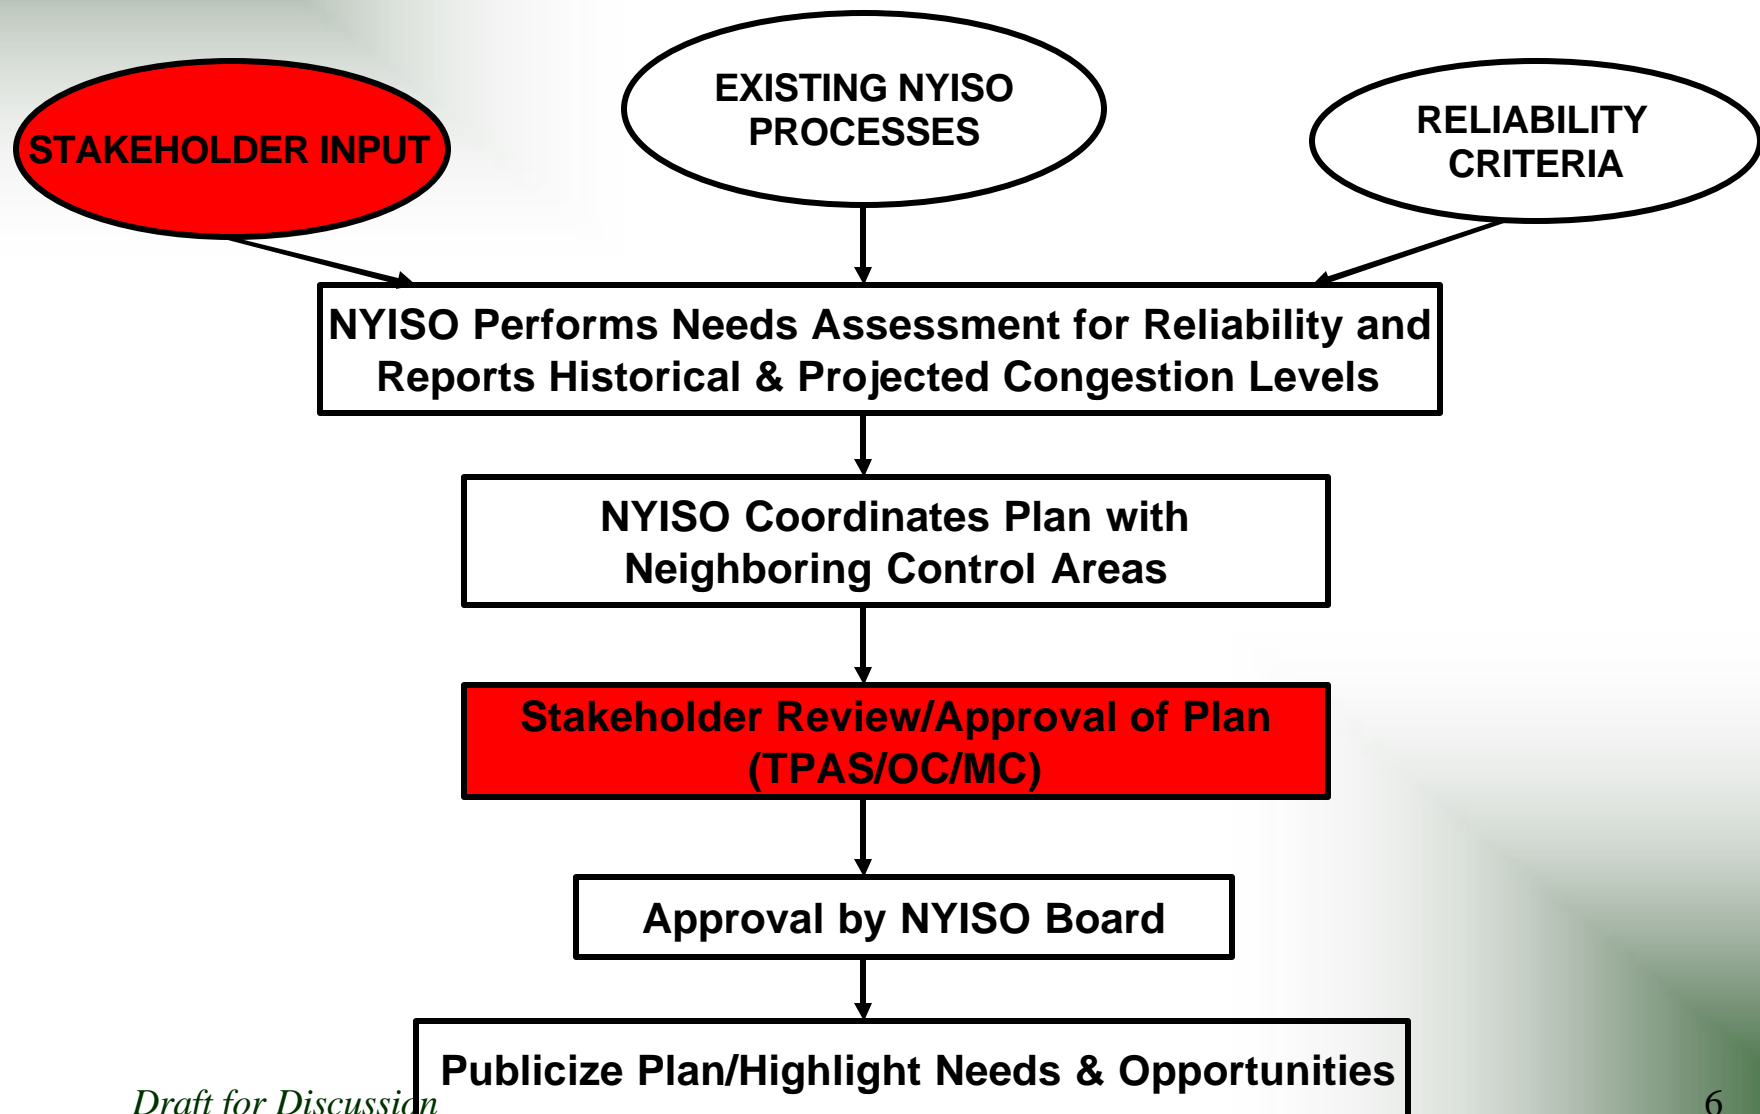 STAKEHOLDER INPUT
EXISTING NYISO
PROCESSES
RELIABILITY
CRITERIA
NYISO Performs Needs Assessment for Reliability and
Reports Historical & Projected Congestion Levels
NYISO Coordinates Plan with
Neighboring Control Areas
Stakeholder Review/Approval of Plan
(TPAS/OC/MC)
Approval by NYISO Board
Publicize Plan/Highlight Needs & Opportunities
Draft for Discussion
6